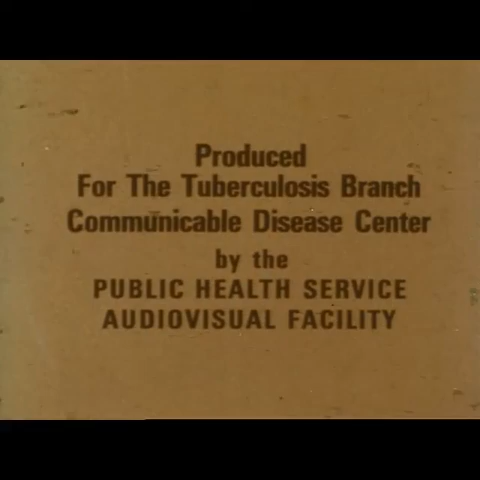 Produced
For The Tuberculosis Branch
Communicable Disease Center
by the
PUBLIC HEALTH SERVICE
AUDIOVISUAL FACILITY